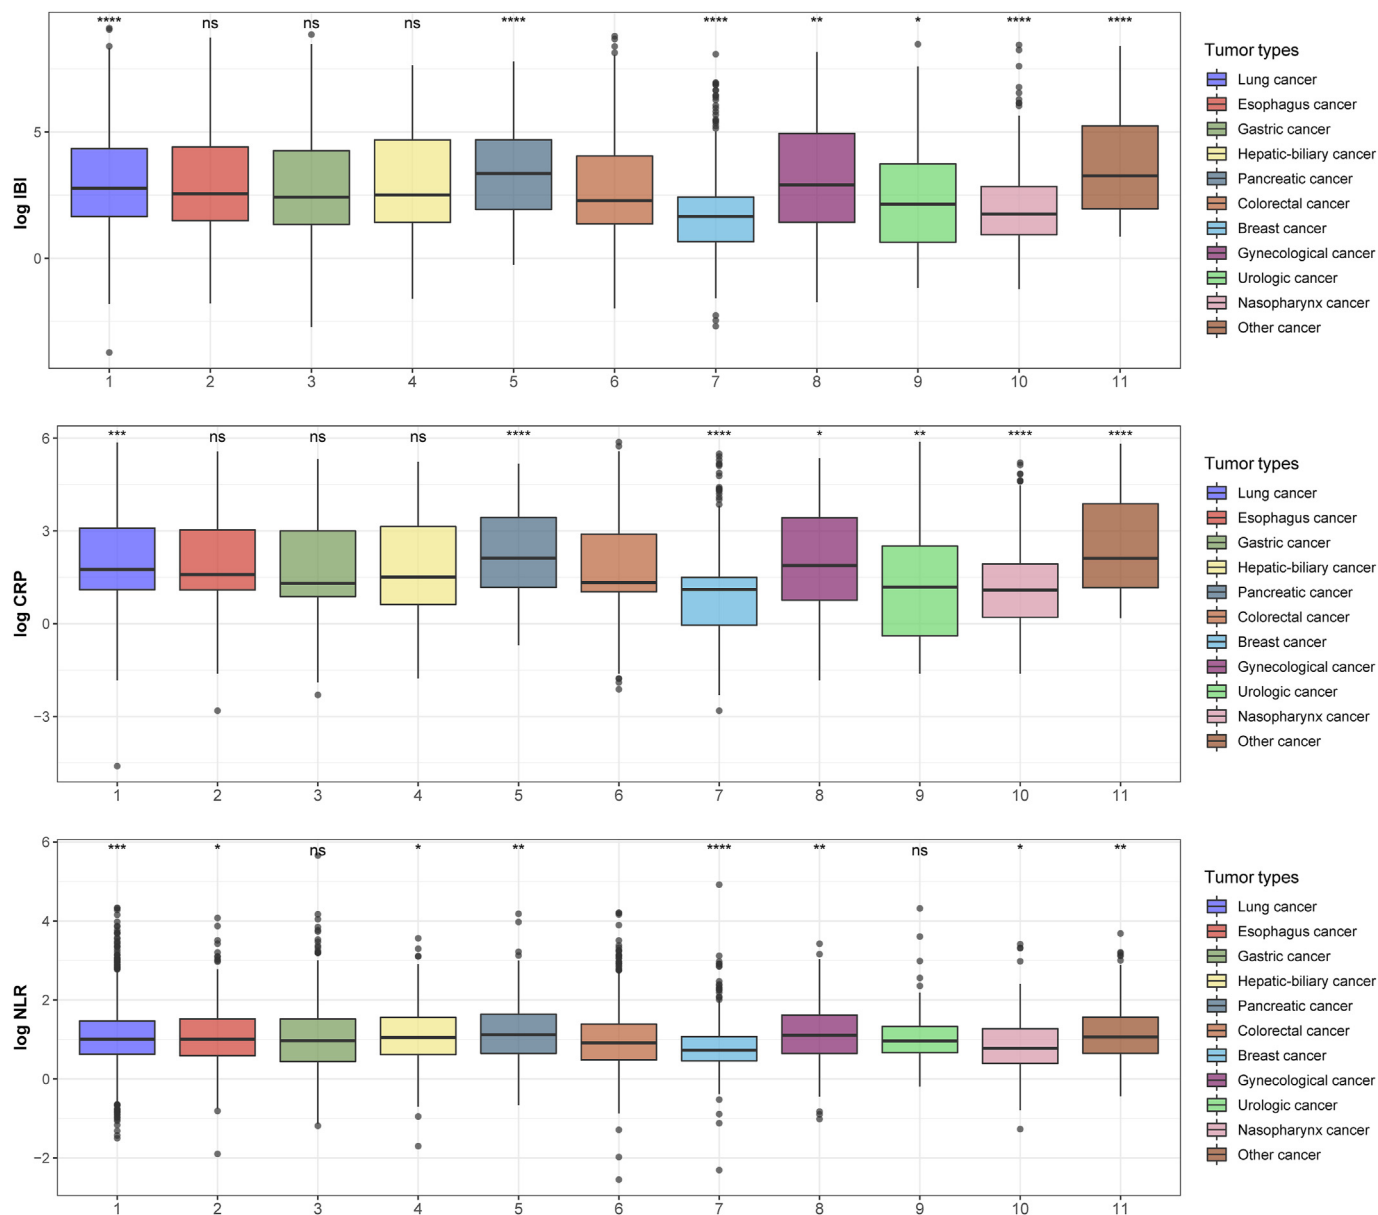 **** ns ns ns **** **** ** * **** ****
log IBI
5
0
1 2 3 4 5 6 7 8 9 10 11
Tumor types
Lung cancer
Esophagus cancer
Gastric cancer
Hepatic-biliary cancer
Pancreatic cancer
Colorectal cancer
Breast cancer
Gynecological cancer
Urologic cancer
Nasopharynx cancer
Other cancer
*** ns ns ns **** **** * ** **** ****
log CRP
6
3
0
−3
1 2 3 4 5 6 7 8 9 10 11
Tumor types
Lung cancer
Esophagus cancer
Gastric cancer
Hepatic-biliary cancer
Pancreatic cancer
Colorectal cancer
Breast cancer
Gynecological cancer
Urologic cancer
Nasopharynx cancer
Other cancer
*** * ns * ** **** ** ns * **
log NLR
6
4
2
0
−2
1 2 3 4 5 6 7 8 9 10 11
Tumor types
Lung cancer
Esophagus cancer
Gastric cancer
Hepatic-biliary cancer
Pancreatic cancer
Colorectal cancer
Breast cancer
Gynecological cancer
Urologic cancer
Nasopharynx cancer
Other cancer